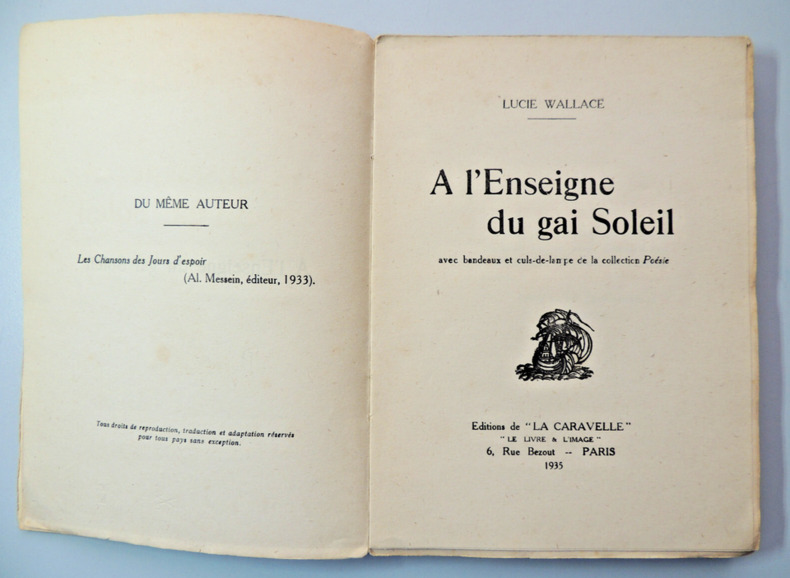 DU MÊME AUTEUR
Les Chansons des Jours d'espoir
(Al. Messein, éditeur, 1933).
Tous droits de reproduction, traduction et adaptation réservés
pour tous pays sans exception.
LUCIE WALLACE
A l'Enseigne
du gai Soleil
avec bandeaux et culs-de-lampe de la collection Poésie
Editions de "LA CARAVELLE"
"LE LIVRE & L'IMAGE"
6, Rue Bezout -- PARIS
1935